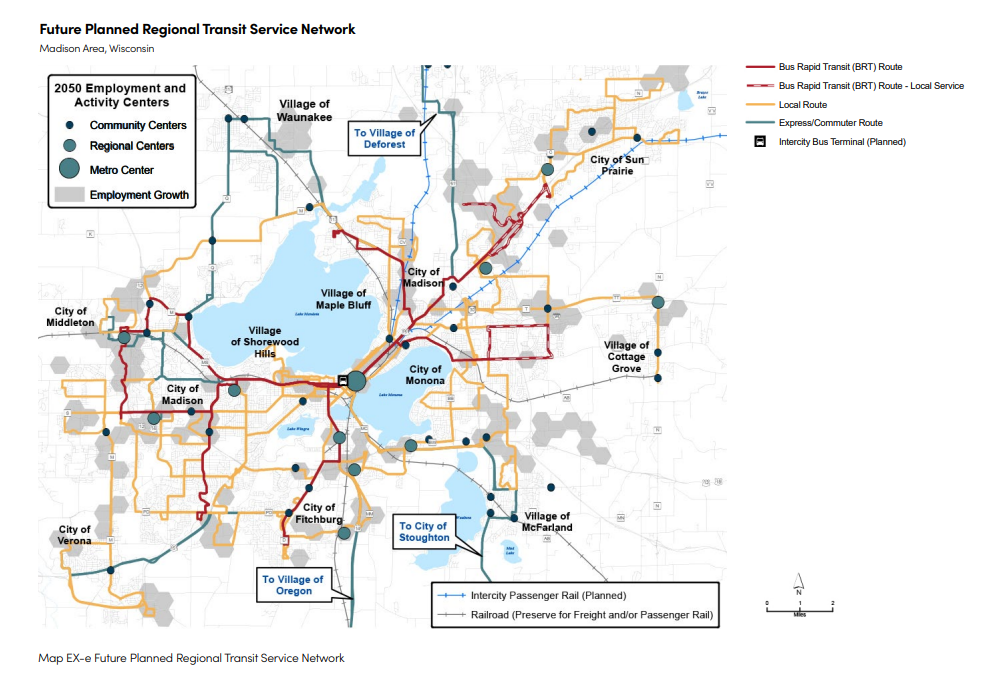 Future Planned Regional Transit Service Network
Madison Area, Wisconsin
2050 Employment and
Activity Centers
Community Centers
Regional Centers
Metro Center
Employment Growth
Bus Rapid Transit (BRT) Route
Bus Rapid Transit (BRT) Route - Local Service
Local Route
Express/Commuter Route
Intercity Bus Terminal (Planned)
Village of
Waunakee
To Village of
Deforest
City of Sun
Prairie
City of
Madison
Village of
Maple Bluff
Lake Mendota
City of
Middleton
Village
of Shorewood
Hills
Village of
Cottage
Grove
City of
Monona
Lake Monona
City of
Madison
Lake Wingra
City of
Fitchburg
City of
Verona
To City of
Stoughton
Village of
McFarland
Mud
Lake
To Village of
Oregon
Intercity Passenger Rail (Planned)
Railroad (Preserve for Freight and/or Passenger Rail)
N
0 1 2
Miles
Map EX-e Future Planned Regional Transit Service Network